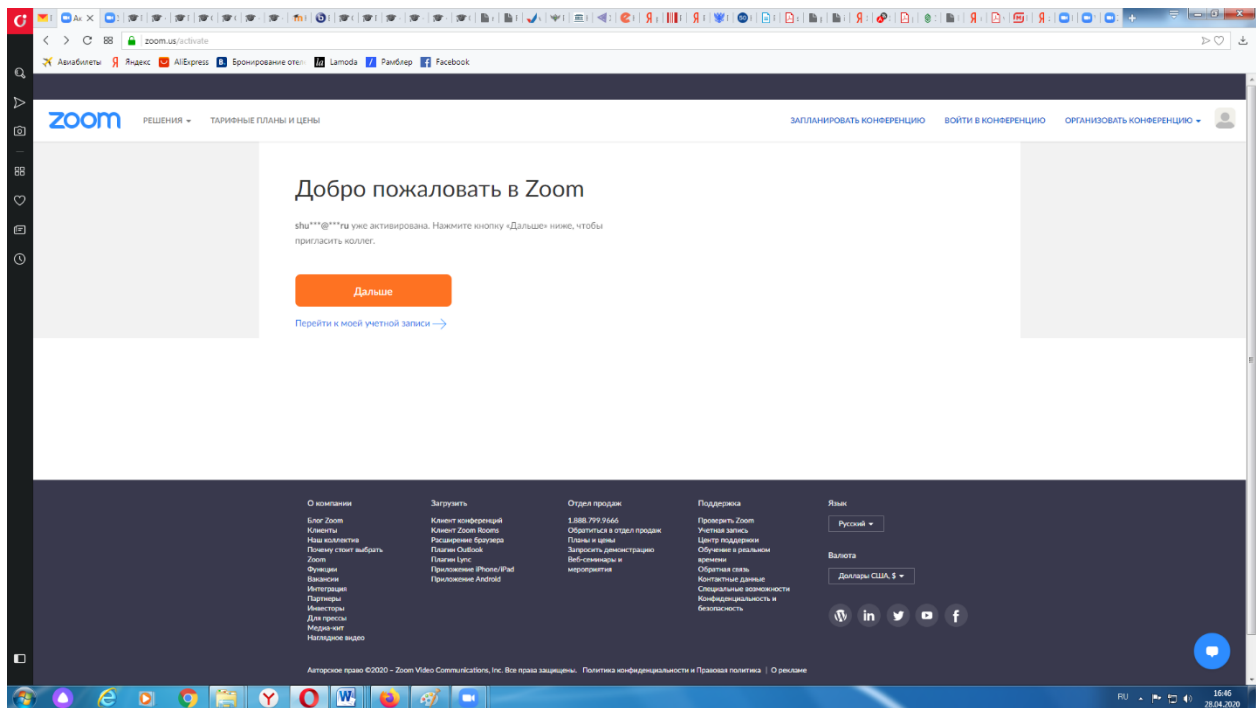 zoom.us/activate
Авиабилеты Яндекс AliExpress Бронирование отел Lamoda Рамблер Facebook
zoom РЕШЕНИЯ ТАРИФНЫЕ ПЛАНЫ И ЦЕНЫ ЗАПЛАНИРОВАТЬ КОНФЕРЕНЦИЮ ВОЙТИ В КОНФЕРЕНЦИЮ ОРГАНИЗОВАТЬ КОНФЕРЕНЦИЮ
Добро пожаловать в Zoom
shu***@***ru уже активирована. Нажмите кнопку «Дальше» ниже, чтобы
пригласить коллег.
Дальше
Перейти к моей учетной записи
О компании
Блог Zoom
Клиенты
Наш коллектив
Почему стоит выбрать
Zoom
Функции
Вакансии
Интеграция
Партнеры
Инвесторы
Для прессы
Медиа-кит
Наглядное видео
Загрузить
Клиент конференций
Клиент Zoom Rooms
Расширение браузера
Плагин Outlook
Плагин Lync
Приложение iPhone/iPad
Приложение Android
Отдел продаж
1.888.799.9666
Обратиться в отдел продаж
Планы и цены
Запросить демонстрацию
Веб-семинары и
мероприятия
Поддержка
Проверить Zoom
Учетная запись
Центр поддержки
Обучение в реальном
времени
Обратная связь
Контактные данные
Специальные возможности
Конфиденциальность и
безопасность
Язык
Русский
Валюта
Доллары США, $
Авторское право ©2020 – Zoom Video Communications, Inc. Все права защищены. Политика конфиденциальности и Правовая политика | О рекламе
RU 16:46
28.04.2020